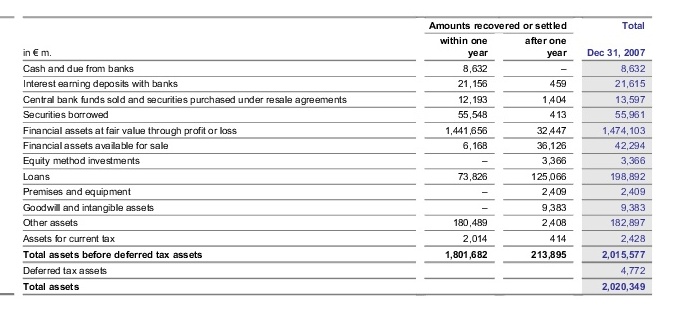 Amounts recovered or settled Total
within one after one
in € m. year year Dec 31, 2007
Cash and due from banks 8,632 – 8,632
Interest earning deposits with banks 21,156 459 21,615
Central bank funds sold and securities purchased under resale agreements 12,193 1,404 13,597
Securities borrowed 55,548 413 55,961
Financial assets at fair value through profit or loss 1,441,656 32,447 1,474,103
Financial assets available for sale 6,168 36,126 42,294
Equity method investments – 3,366 3,366
Loans 73,826 125,066 198,892
Premises and equipment – 2,409 2,409
Goodwill and intangible assets – 9,383 9,383
Other assets 180,489 2,408 182,897
Assets for current tax 2,014 414 2,428
Total assets before deferred tax assets 1,801,682 213,895 2,015,577
Deferred tax assets 4,772
Total assets 2,020,349